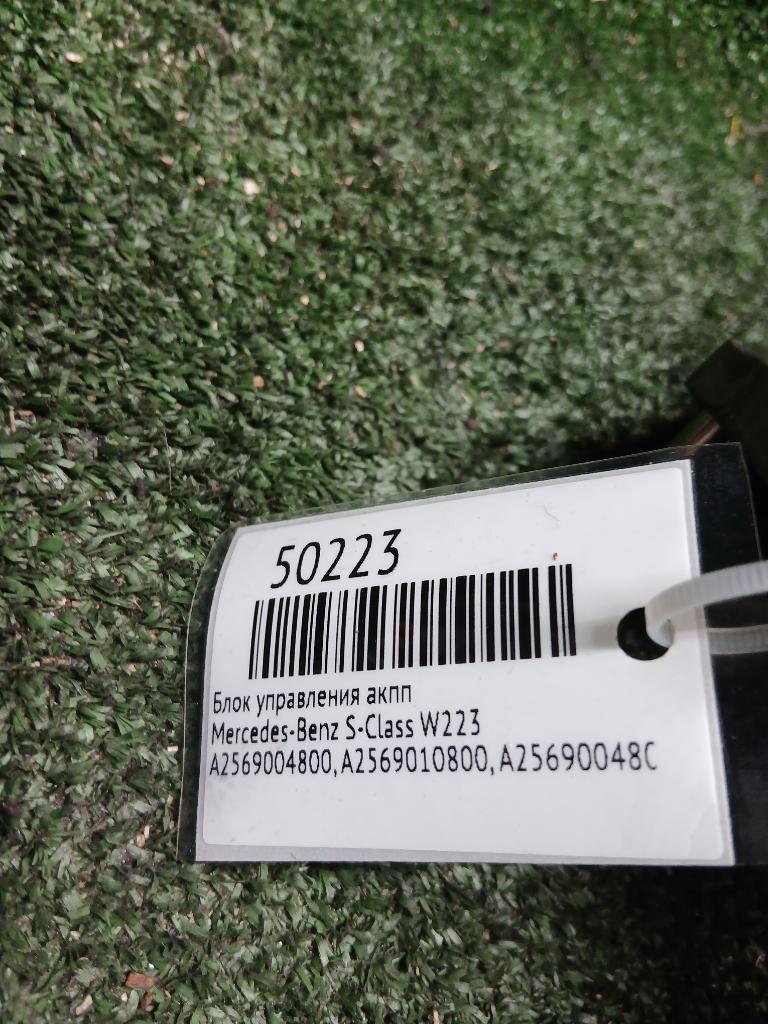 50223
Блок управления акпп
Mercedes-Benz S-Class W223
A2569004800, A2569010800, A25690048C